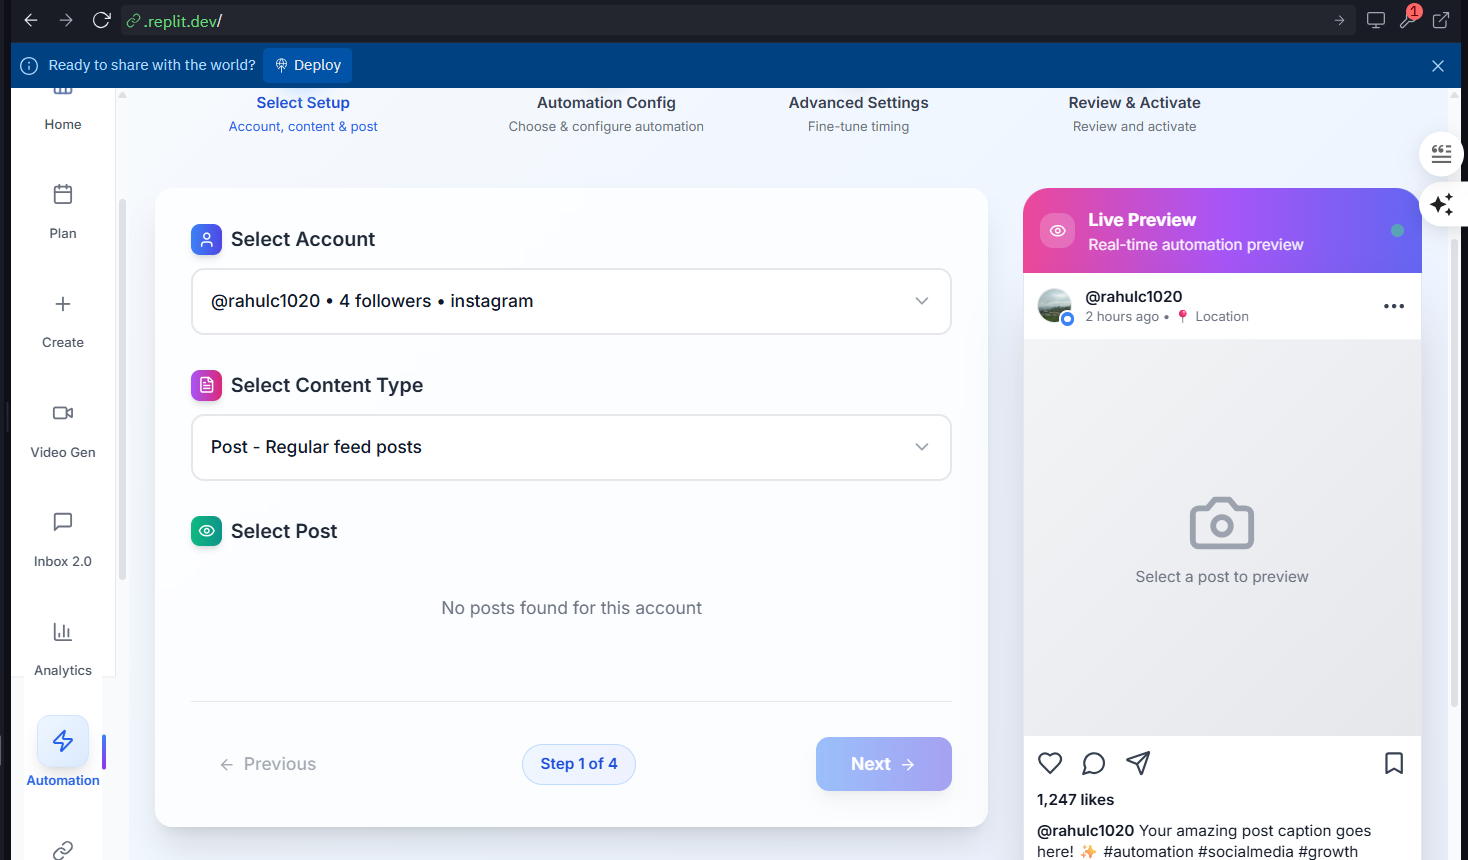 .replit.dev/
1
Ready to share with the world?
Deploy
Home
Plan
Create
Video Gen
Inbox 2.0
Analytics
Automation
Select Setup
Account, content & post
Automation Config
Choose & configure automation
Advanced Settings
Fine-tune timing
Review & Activate
Review and activate
Select Account
@rahulc1020 • 4 followers • instagram
Select Content Type
Post - Regular feed posts
Select Post
No posts found for this account
← Previous
Step 1 of 4
Next →
Live Preview
Real-time automation preview
@rahulc1020
2 hours ago • 📍 Location
Select a post to preview
1,247 likes
@rahulc1020 Your amazing post caption goes
here! ✨ #automation #socialmedia #growth